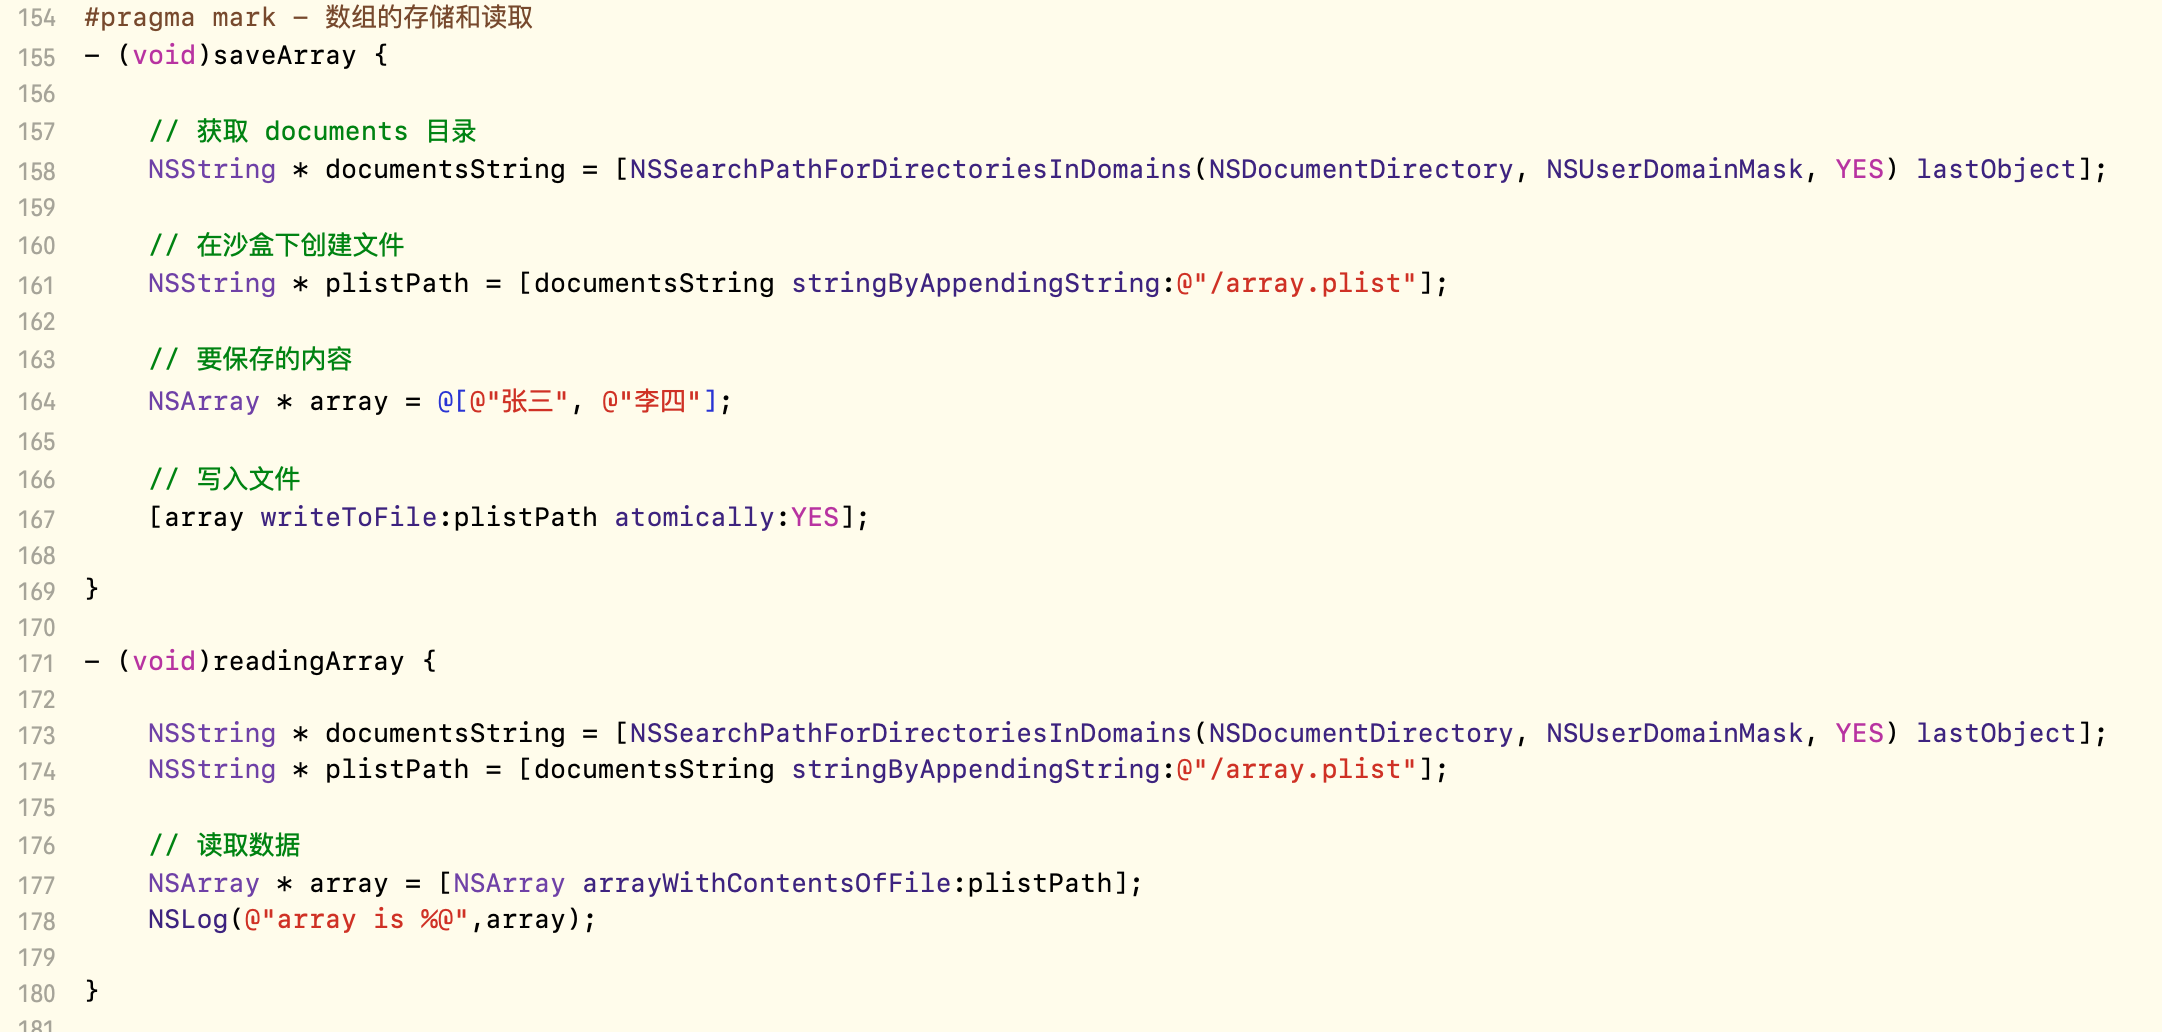 154 #pragma mark - 数组的存储和读取
155 - (void)saveArray {
156
157 // 获取 documents 目录
158 NSString * documentsString = [NSSearchPathForDirectoriesInDomains(NSDocumentDirectory, NSUserDomainMask, YES) lastObject];
159
160 // 在沙盒下创建文件
161 NSString * plistPath = [documentsString stringByAppendingString:@"/array.plist"];
162
163 // 要保存的内容
164 NSArray * array = @[@"张三", @"李四"];
165
166 // 写入文件
167 [array writeToFile:plistPath atomically:YES];
168
169 }
170
171 - (void)readingArray {
172
173 NSString * documentsString = [NSSearchPathForDirectoriesInDomains(NSDocumentDirectory, NSUserDomainMask, YES) lastObject];
174 NSString * plistPath = [documentsString stringByAppendingString:@"/array.plist"];
175
176 // 读取数据
177 NSArray * array = [NSArray arrayWithContentsOfFile:plistPath];
178 NSLog(@"array is %@",array);
179
180 }
181